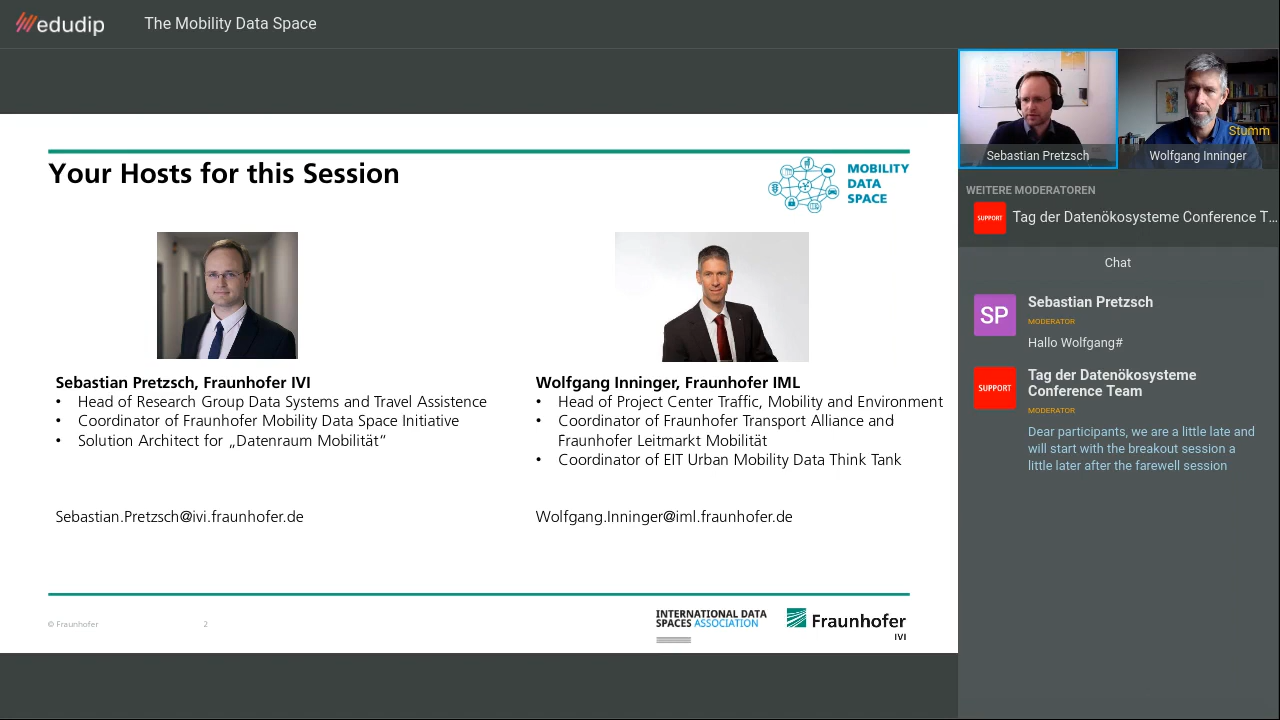 edudip
The Mobility Data Space
Your Hosts for this Session
MOBILITY
DATA
SPACE
Sebastian Pretzsch, Fraunhofer IVI
• Head of Research Group Data Systems and Travel Assistence
• Coordinator of Fraunhofer Mobility Data Space Initiative
• Solution Architect for „Datenraum Mobilität“
Sebastian.Pretzsch@ivi.fraunhofer.de
Wolfgang Inninger, Fraunhofer IML
• Head of Project Center Traffic, Mobility and Environment
• Coordinator of Fraunhofer Transport Alliance and
Fraunhofer Leitmarkt Mobilität
• Coordinator of EIT Urban Mobility Data Think Tank
Wolfgang.Inninger@iml.fraunhofer.de
© Fraunhofer
2
INTERNATIONAL DATA
SPACES ASSOCIATION
Fraunhofer
IVI
Sebastian Pretzsch
Stumm
Wolfgang Inninger
WEITERE MODERATOREN
SUPPORT
Tag der Datenökosysteme Conference T...
Chat
SP
Sebastian Pretzsch
MODERATOR
Hallo Wolfgang#
SUPPORT
Tag der Datenökosysteme
Conference Team
MODERATOR
Dear participants, we are a little late and
will start with the breakout session a
little later after the farewell session